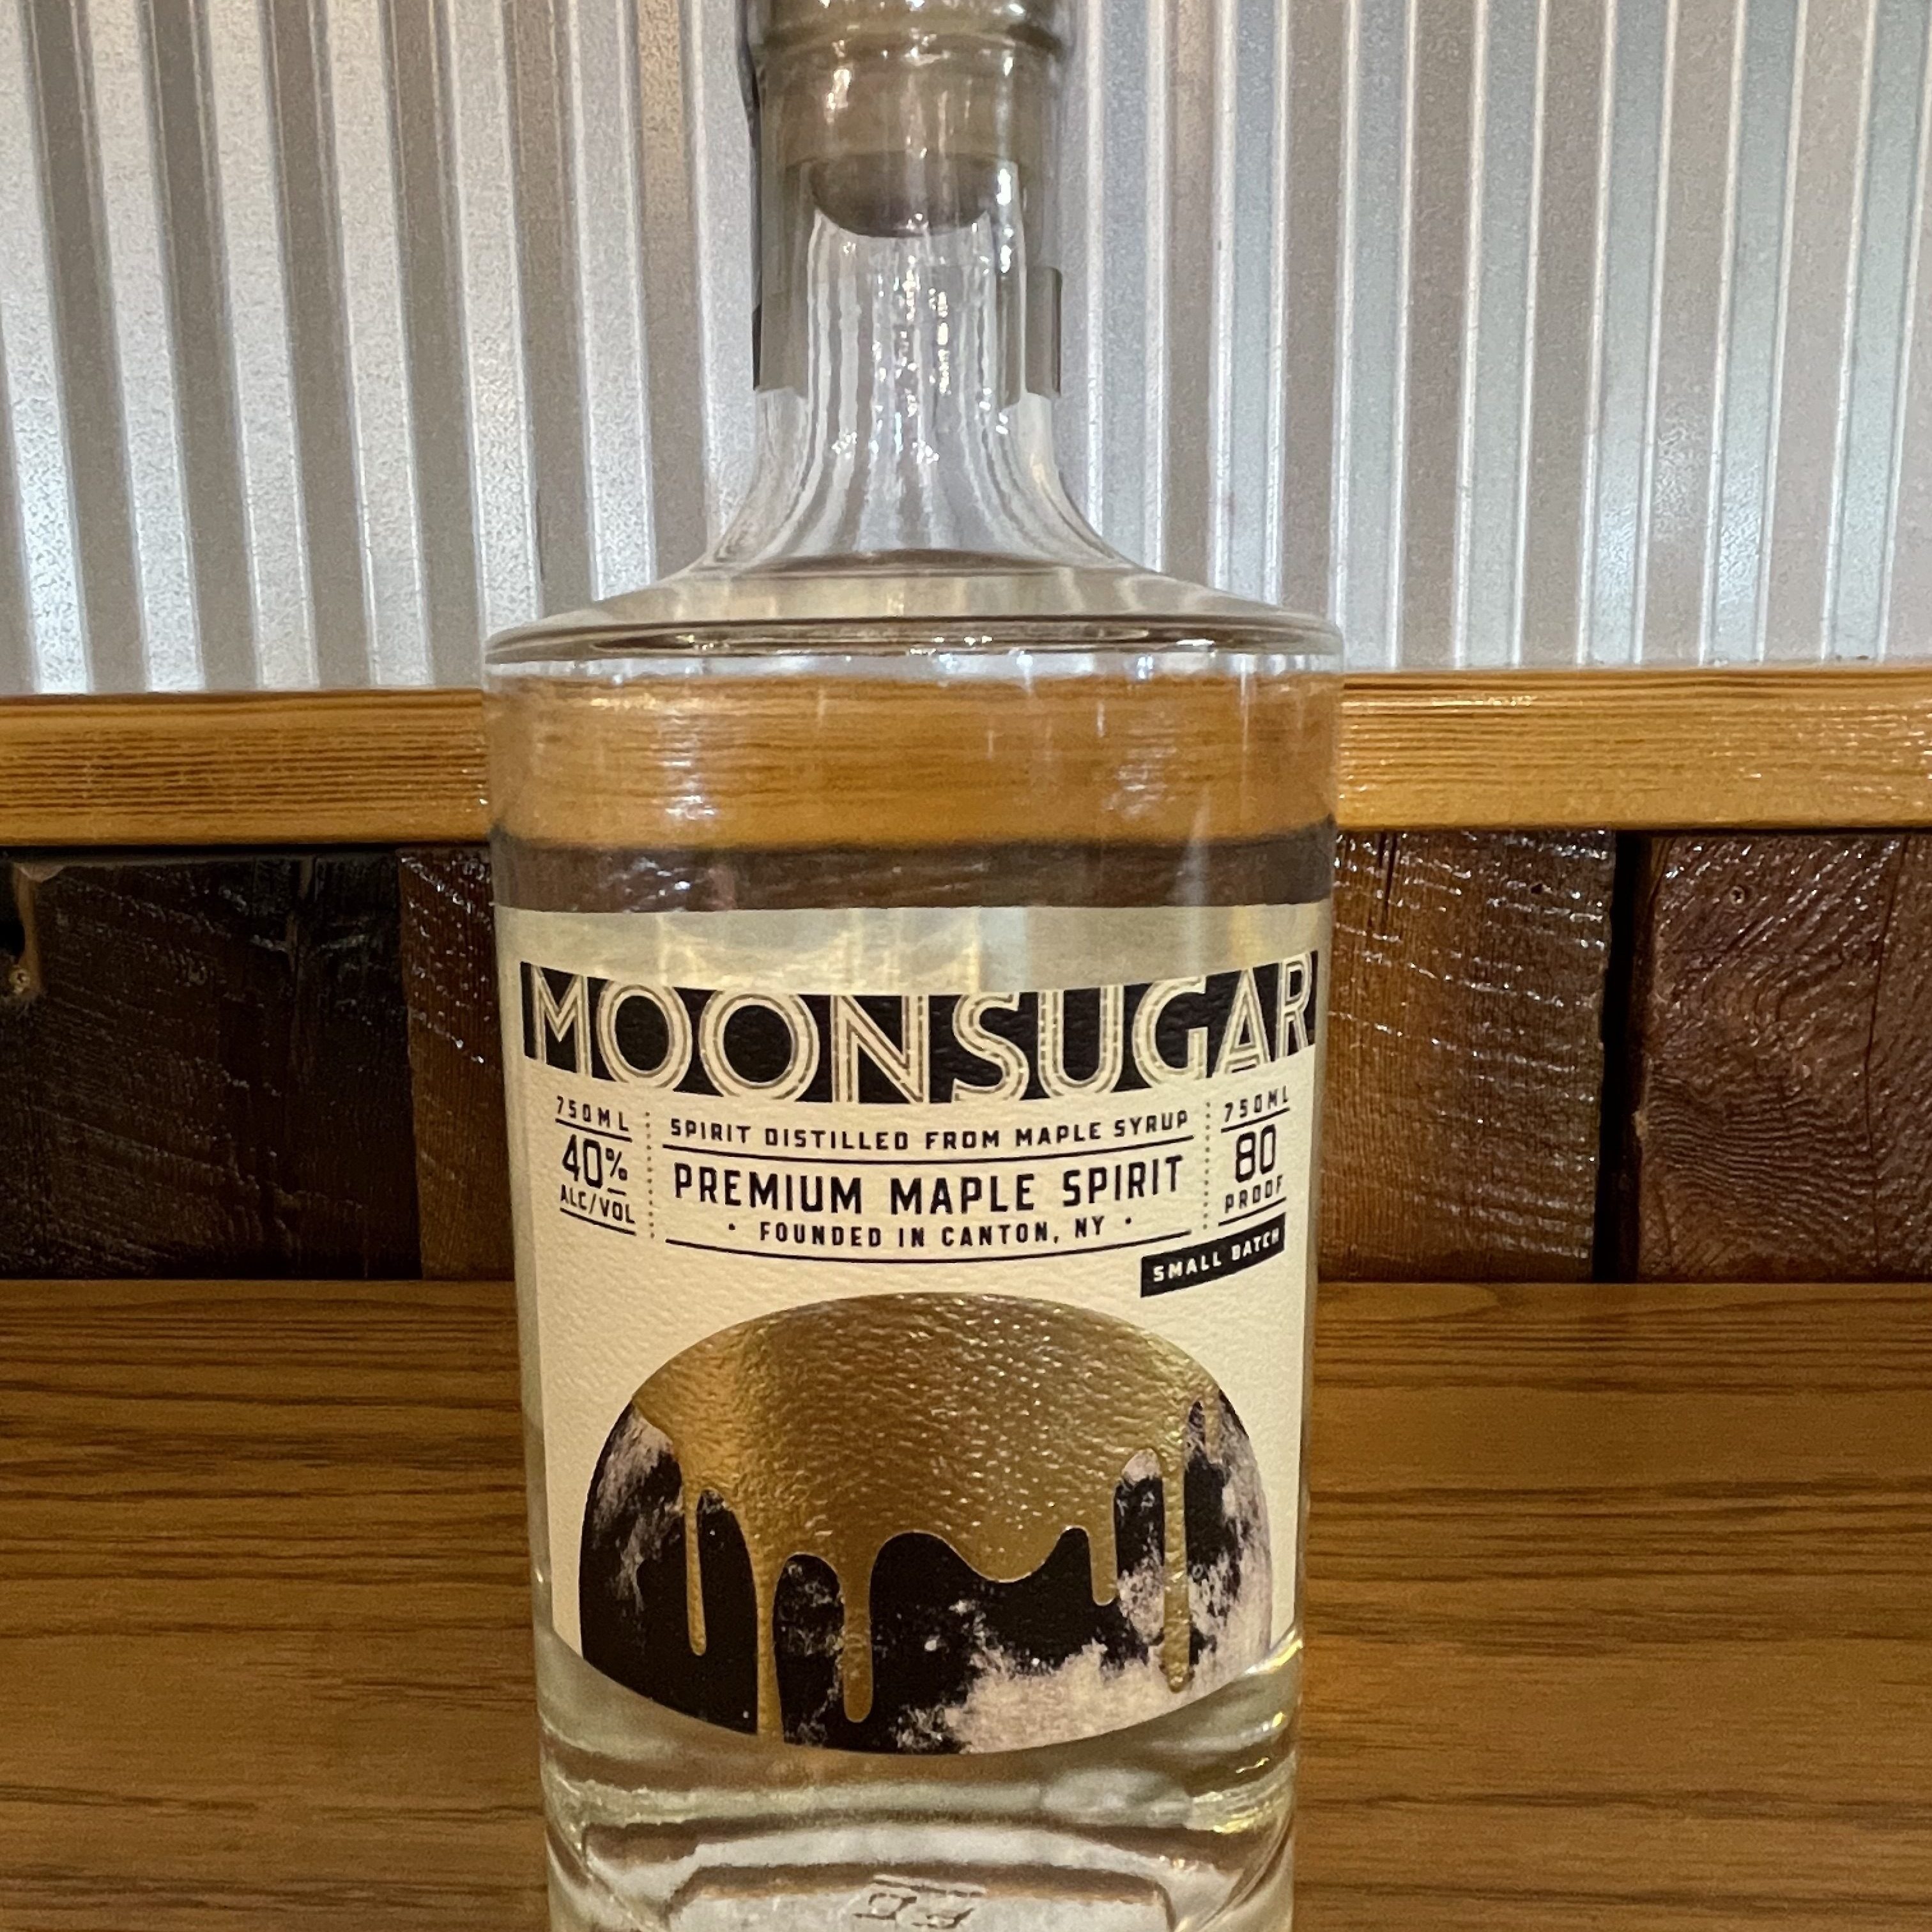 MOONSUGAR
750ML
40%
ALC/VOL
SPIRIT DISTILLED FROM MAPLE SYRUP
PREMIUM MAPLE SPIRIT
• FOUNDED IN CANTON, NY •
750ML
80
PROOF
SMALL BATCH